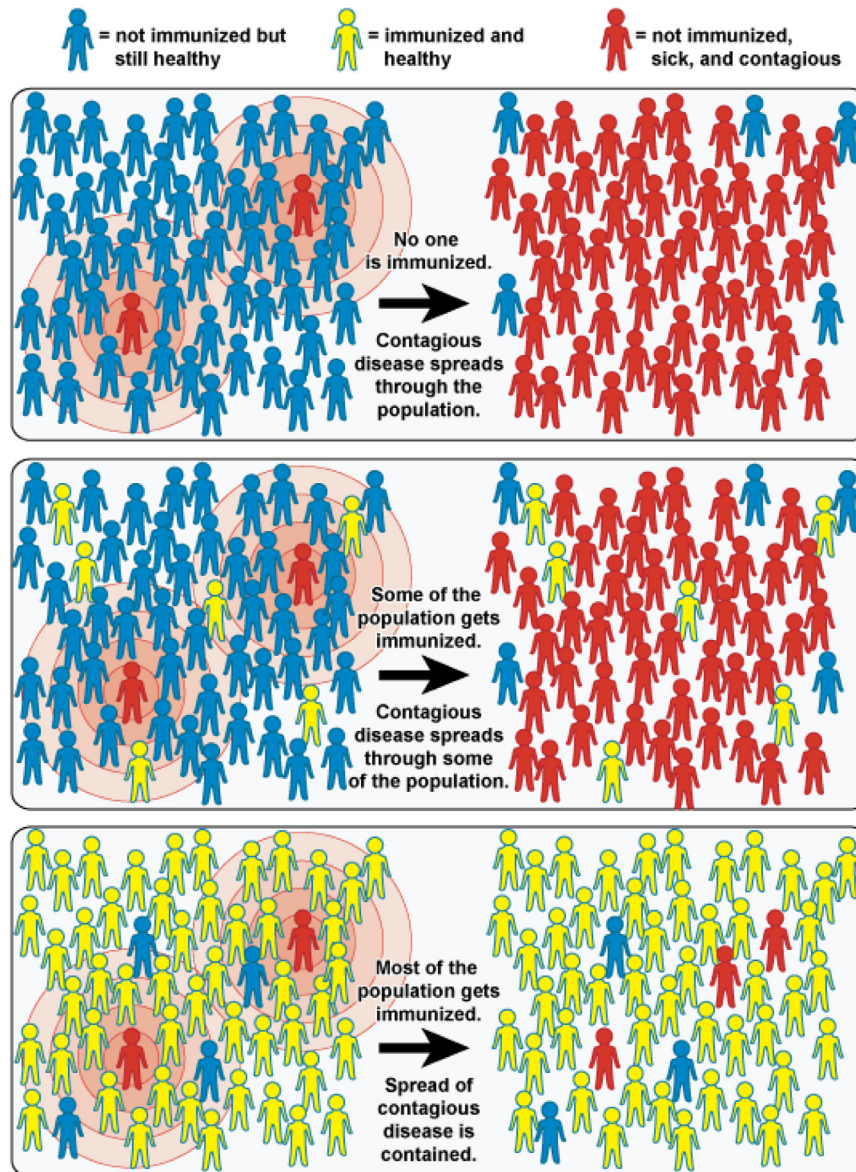 = not immunized but
still healthy
= immunized and
healthy
= not immunized,
sick, and contagious
No one
is immunized.
Contagious
disease spreads
through the
population.
Some of the
population gets
immunized.
Contagious
disease spreads
through some
of the population.
Most of the
population gets
immunized.
Spread of
contagious
disease is
contained.